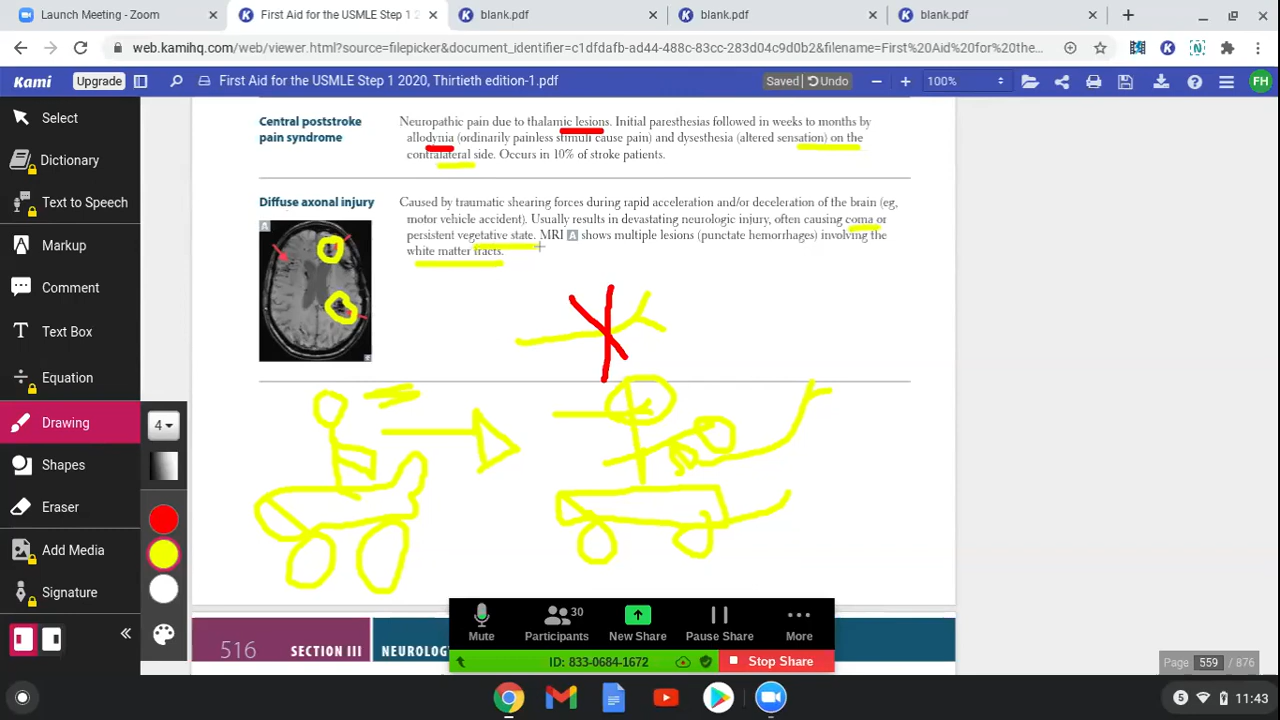 Launch Meeting - Zoom
First Aid for the USMLE Step 1 2
blank.pdf
blank.pdf
blank.pdf
web.kamihq.com/web/viewer.html?source=filepicker&document_identifier=c1dfdafb-ad44-488c-83cc-283d04c9d0b2&filename=First%20Aid%20for%20the...
Kami Upgrade First Aid for the USMLE Step 1 2020, Thirtieth edition-1.pdf Saved Undo 100% FH
Select
Dictionary
Text to Speech
Markup
Comment
Text Box
Equation
Drawing
Shapes
Eraser
Add Media
Signature
4
Central poststroke
pain syndrome
Neuropathic pain due to thalamic lesions. Initial paresthesias followed in weeks to months by
allodynia (ordinarily painless stimuli cause pain) and dysesthesia (altered sensation) on the
contralateral side. Occurs in 10% of stroke patients.
Diffuse axonal injury
Caused by traumatic shearing forces during rapid acceleration and/or deceleration of the brain (eg,
motor vehicle accident). Usually results in devastating neurologic injury, often causing coma or
persistent vegetative state. MRI A shows multiple lesions (punctate hemorrhages) involving the
white matter tracts.
A
516 SECTION III NEUROLOG
Mute
30
Participants
New Share
Pause Share
More
ID: 833-0684-1672
Stop Share
Page 559 / 876
5 11:43